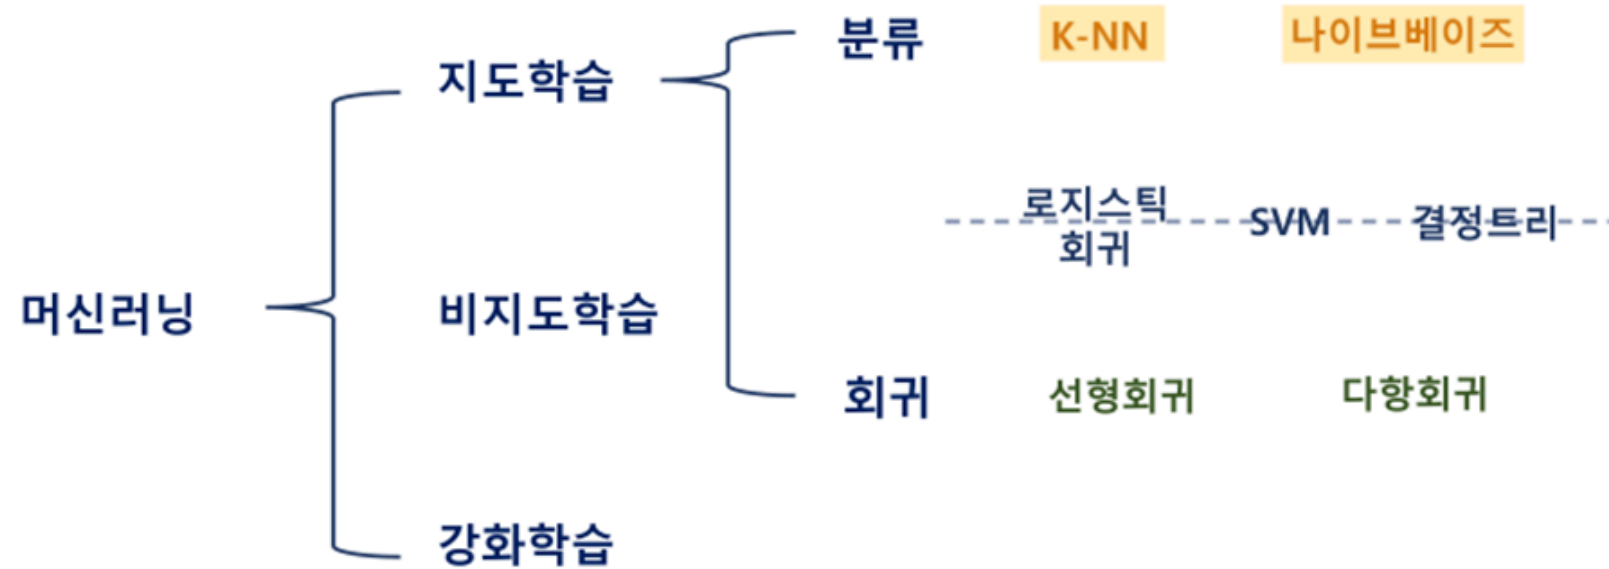 분류 K-NN 나이브베이즈
지도학습
로지스틱
회귀 SVM 결정트리
머신러닝 비지도학습
회귀 선형회귀 다항회귀
강화학습